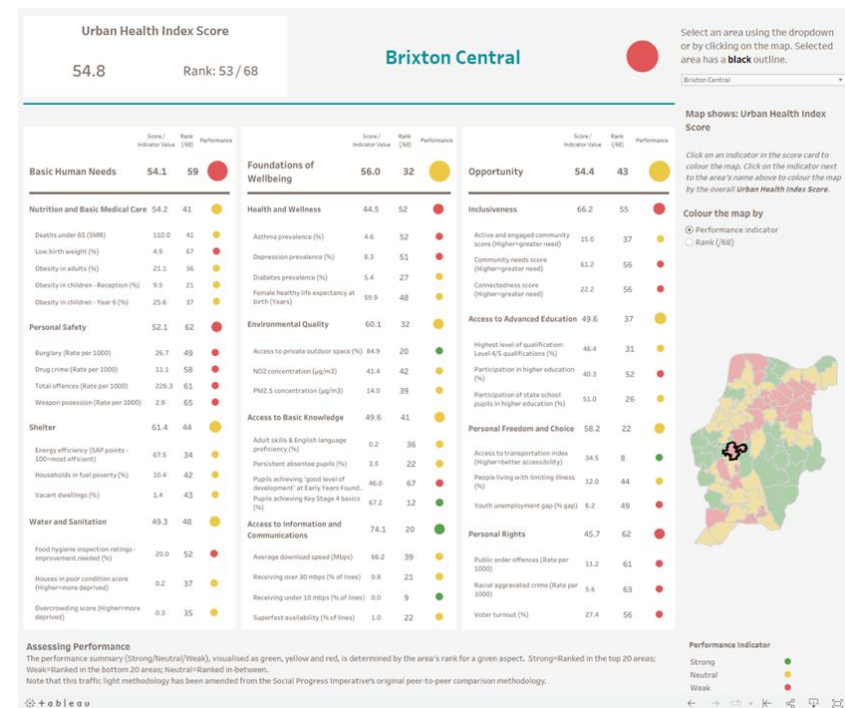 Urban Health Index Score
54.8
Rank: 53 / 68
Brixton Central
Select an area using the dropdown
or by clicking on the map. Selected
area has a black outline.
Brixton Central
Map shows: Urban Health Index
Score
Click on an indicator in the score card to
colour the map. Click on the indicator next
to the area's name above to colour the map
by the overall Urban Health Index Score.
Colour the map by
Performance indicator
Rank (/68)
Score / Indicator Value Rank (/68) Performance
Basic Human Needs 54.1 59
Nutrition and Basic Medical Care 54.2 41
Deaths under 65 (SMR) 110.0 41
Low birth weight (%) 4.9 67
Obesity in adults (%) 21.1 36
Obesity in children - Reception (%) 9.5 21
Obesity in children - Year 6 (%) 25.6 37
Personal Safety 52.1 62
Burglary (Rate per 1000) 26.7 49
Drug crime (Rate per 1000) 11.1 58
Total offences (Rate per 1000) 226.3 61
Weapon posession (Rate per 1000) 2.9 65
Shelter 61.4 44
Energy efficiency (SAP points -
100=most efficient) 67.5 34
Households in fuel poverty (%) 10.4 42
Vacant dwellings (%) 1.4 43
Water and Sanitation 49.3 48
Food hygiene inspection ratings -
improvement needed (%) 20.0 52
Houses in poor condition score
(Higher=more deprived) 0.2 37
Overcrowding score (Higher=more
deprived) 0.3 35
Score / Indicator Value Rank (/68) Performance
Foundations of
Wellbeing 56.0 32
Health and Wellness 44.5 52
Asthma prevalence (%) 4.6 52
Depression prevalence (%) 8.3 51
Diabetes prevalance (%) 5.4 27
Female healthy life expectancy at
birth (Years) 59.9 48
Environmental Quality 60.1 32
Access to private outdoor space (%) 84.9 20
NO2 concentration (µg/m3) 41.4 42
PM2.5 concentration (µg/m3) 14.0 39
Access to Basic Knowledge 49.6 41
Adult skills & English language
proficiency (%) 0.2 36
Persistent absentee pupils (%) 3.5 22
Pupils achieving 'good level of
development' at Early Years Found.. 46.0 67
Pupils achieving Key Stage 4 basics
(%) 67.2 12
Access to Information and
Communications 74.1 20
Average download speed (Mbps) 66.2 39
Receiving over 30 mbps (% of lines) 0.8 21
Receiving under 10 mbps (% of lines) 0.0 9
Superfast availability (% of lines) 1.0 22
Score / Indicator Value Rank (/68) Performance
Opportunity 54.4 43
Inclusiveness 66.2 55
Active and engaged community
score (Higher=greater need) 15.0 37
Community needs score
(Higher=greater need) 61.2 56
Connectedness score
(Higher=greater need) 22.2 56
Access to Advanced Education 49.6 37
Highest level of qualification:
Level 4/5 qualifications (%) 46.4 31
Participation in higher education
(%) 40.3 52
Participation of state school
pupils in higher education (%) 51.0 26
Personal Freedom and Choice 58.2 22
Access to transportation index
(Higher=better accessibility) 34.5 8
People living with limiting illness
(%) 12.0 44
Youth unemployment gap (% gap) 6.2 49
Personal Rights 45.7 62
Public order offences (Rate per
1000) 11.2 61
Racial aggravated crime (Rate per
1000) 5.6 63
Voter turnout (%) 27.4 56
Assessing Performance
The performance summary (Strong/Neutral/Weak), visualised as green, yellow and red, is determined by the area's rank for a given aspect. Strong=Ranked in the top 20 areas;
Weak=Ranked in the bottom 20 areas; Neutral=Ranked in-between.
Note that this traffic light methodology has been amended from the Social Progress Imperative's original peer-to-peer comparison methodology.
Performance Indicator
Strong
Neutral
Weak
+ a b l e a u